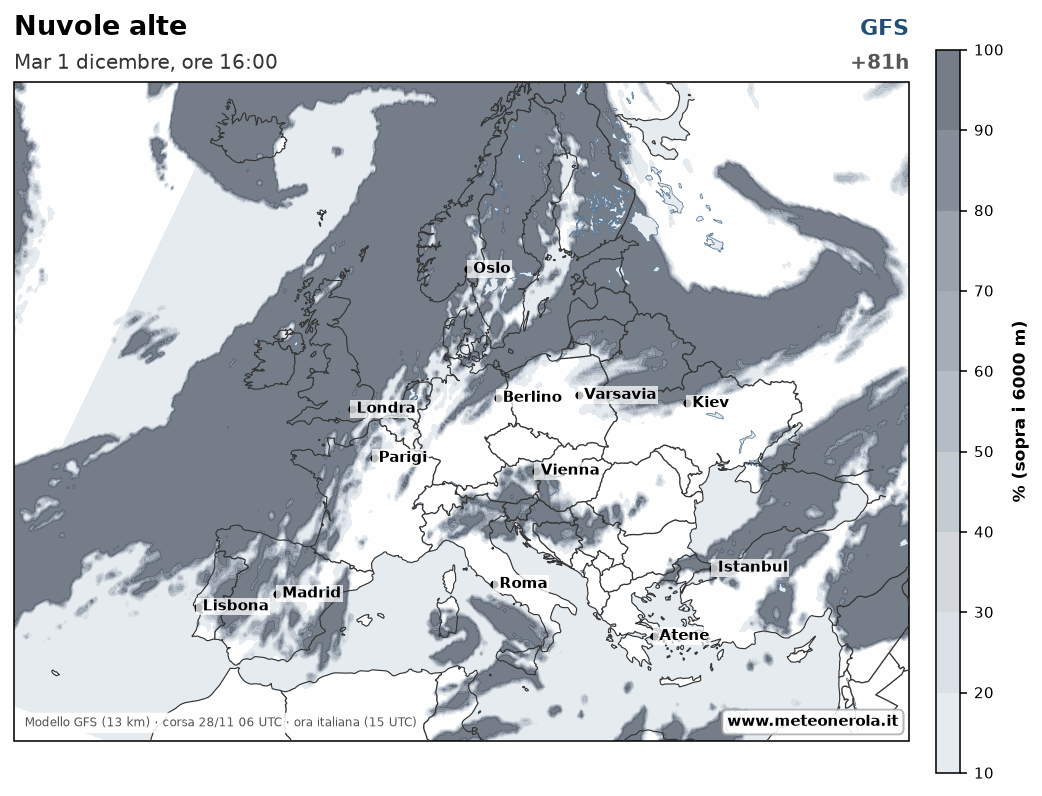 Nuvole alte
GFS
Mar 1 dicembre, ore 16:00
+81h
100
90
80
70
60
50
40
30
20
10
% (sopra i 6000 m)
Oslo
Londra
Berlino
Varsavia
Kiev
Parigi
Vienna
Istanbul
Roma
Madrid
Lisbona
Atene
Modello GFS (13 km) · corsa 28/11 06 UTC · ora italiana (15 UTC)
www.meteonerola.it